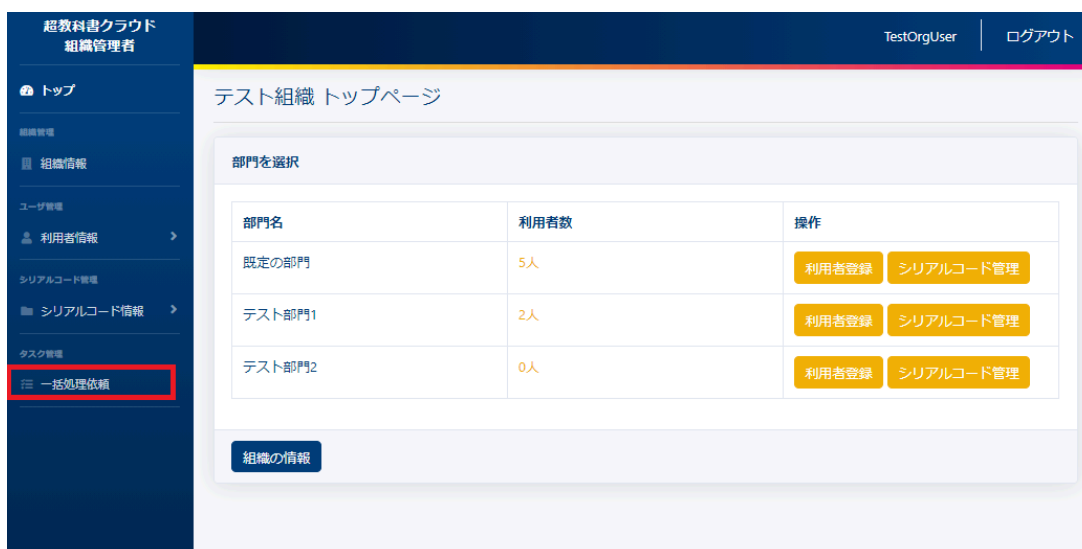 超教科書クラウド
組織管理者
TestOrgUser
ログアウト
トップ
組織管理
組織情報
ユーザ管理
利用者情報
シリアルコード管理
シリアルコード情報
タスク管理
一括処理依頼
テスト組織 トップページ
部門を選択
部門名 利用者数 操作
既定の部門 5人 利用者登録 シリアルコード管理
テスト部門1 2人 利用者登録 シリアルコード管理
テスト部門2 0人 利用者登録 シリアルコード管理
組織の情報